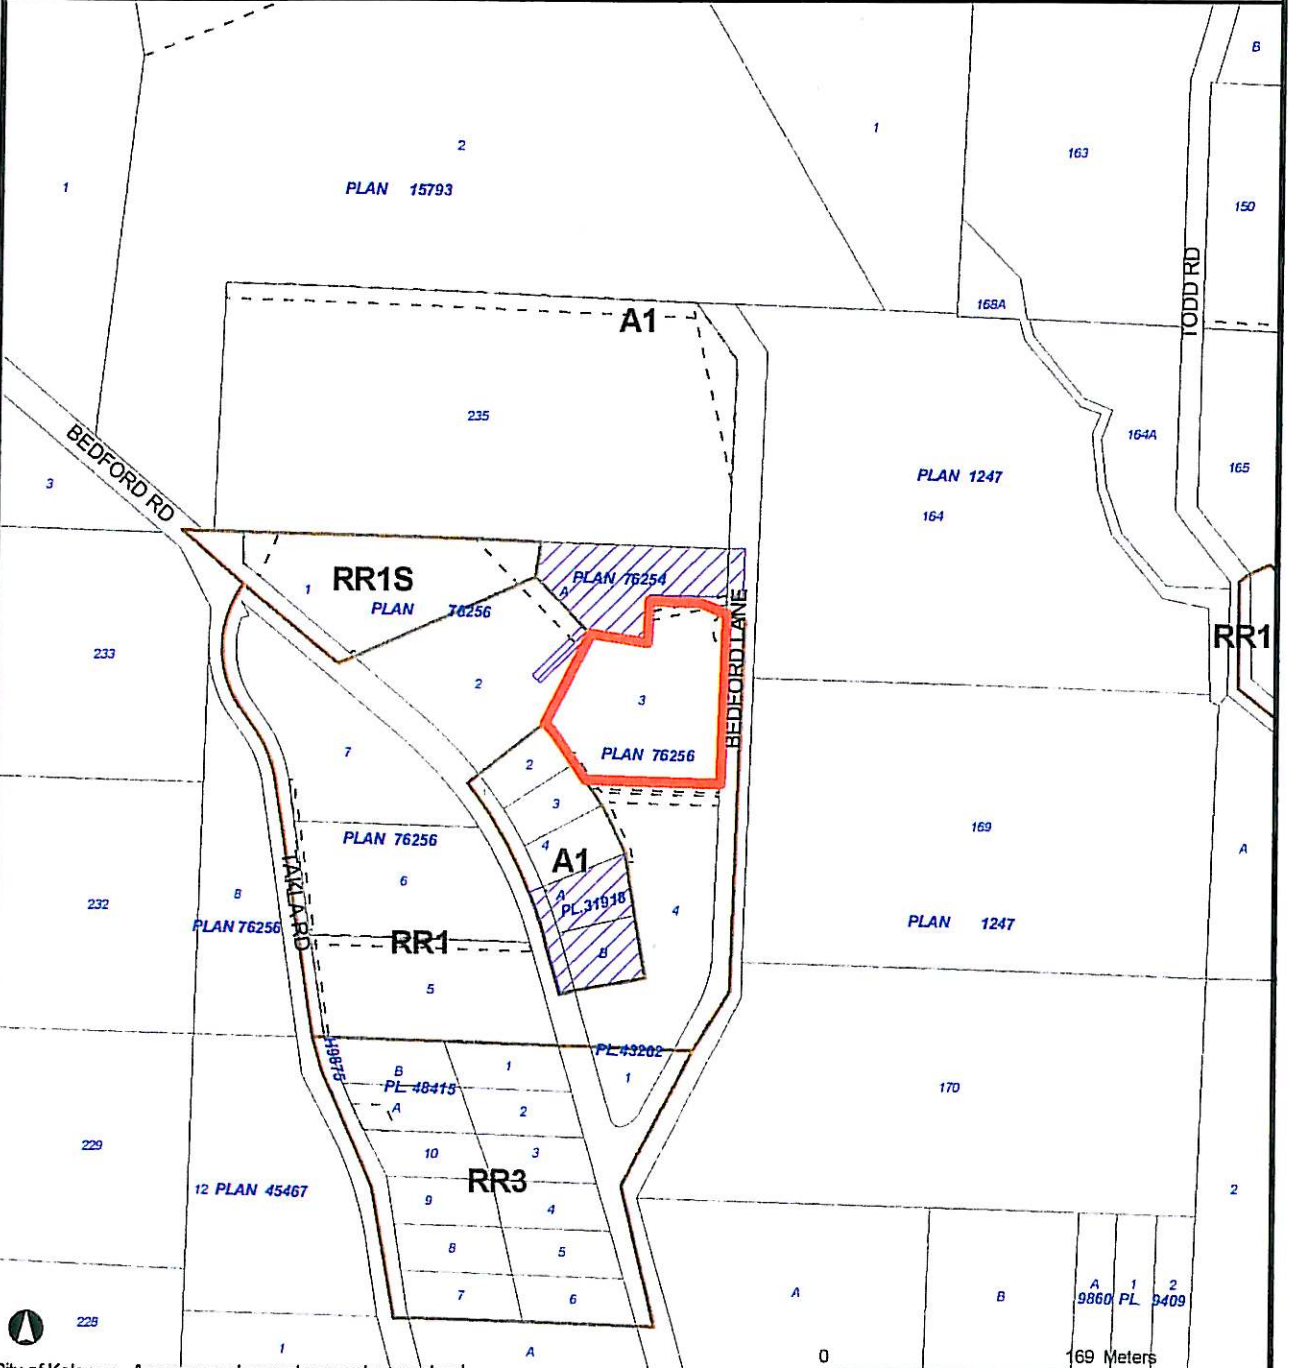 B
1
163
2
1
PLAN 15793
150
TODD RD
168A
A1
235
164A
165
PLAN 1247
164
BEDFORD RD
3
RR1S
1
PLAN 76256
PLAN 76254
A
BEDFORD LANE
RR1
233
2
3
PLAN 76256
7
2
3
4
169
A
PLAN 76256
A1
6
TAKLA RD
B
PLAN 76256
232
A
PL.31918
4
PLAN 1247
RR1
B
5
H9875
PL.43202
1
B
PL. 48415
1
A
2
170
229
10
3
RR3
12 PLAN 45467
9
4
2
8
5
7
6
A
B
A
9860
1
PL.
2
9409
228
1
A
0
169 Meters